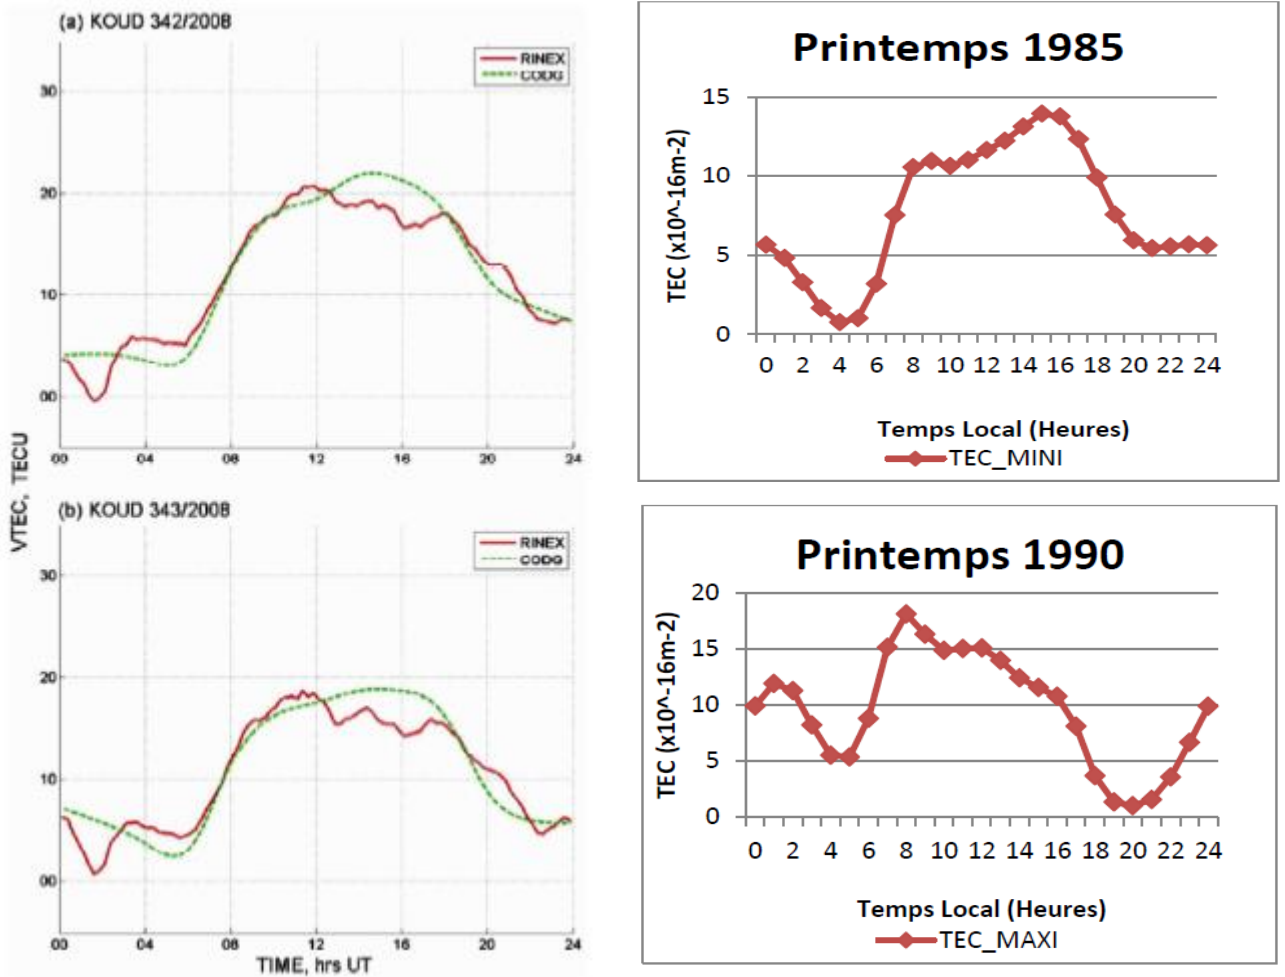 (a) KOUD 342/2008
RINEX
CODG
30
20
10
00
00 04 08 12 16 20 24
VTEC, TECU
(b) KOUD 343/2008
RINEX
CODG
30
20
10
00
00 04 08 12 16 20 24
TIME, hrs UT
Printemps 1985
TEC (x10^-16m-2)
15
10
5
0
0 2 4 6 8 10 12 14 16 18 20 22 24
Temps Local (Heures)
TEC_MINI
Printemps 1990
TEC (x10^-16m-2)
20
15
10
5
0
0 2 4 6 8 10 12 14 16 18 20 22 24
Temps Local (Heures)
TEC_MAXI